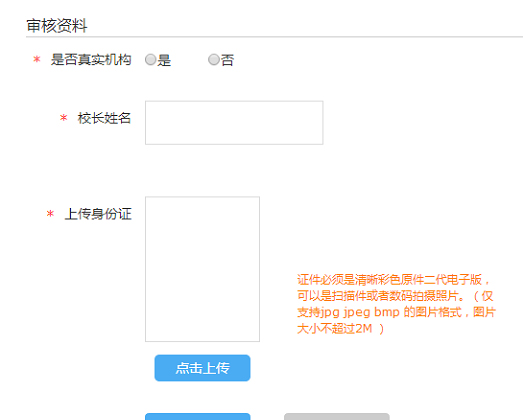 审核资料
* 是否真实机构 是 否
* 校长姓名
* 上传身份证
证件必须是清晰彩色原件二代电子版，
可以是扫描件或者数码拍摄照片。（仅
支持jpg jpeg bmp 的图片格式，图片
大小不超过2M ）
点击上传